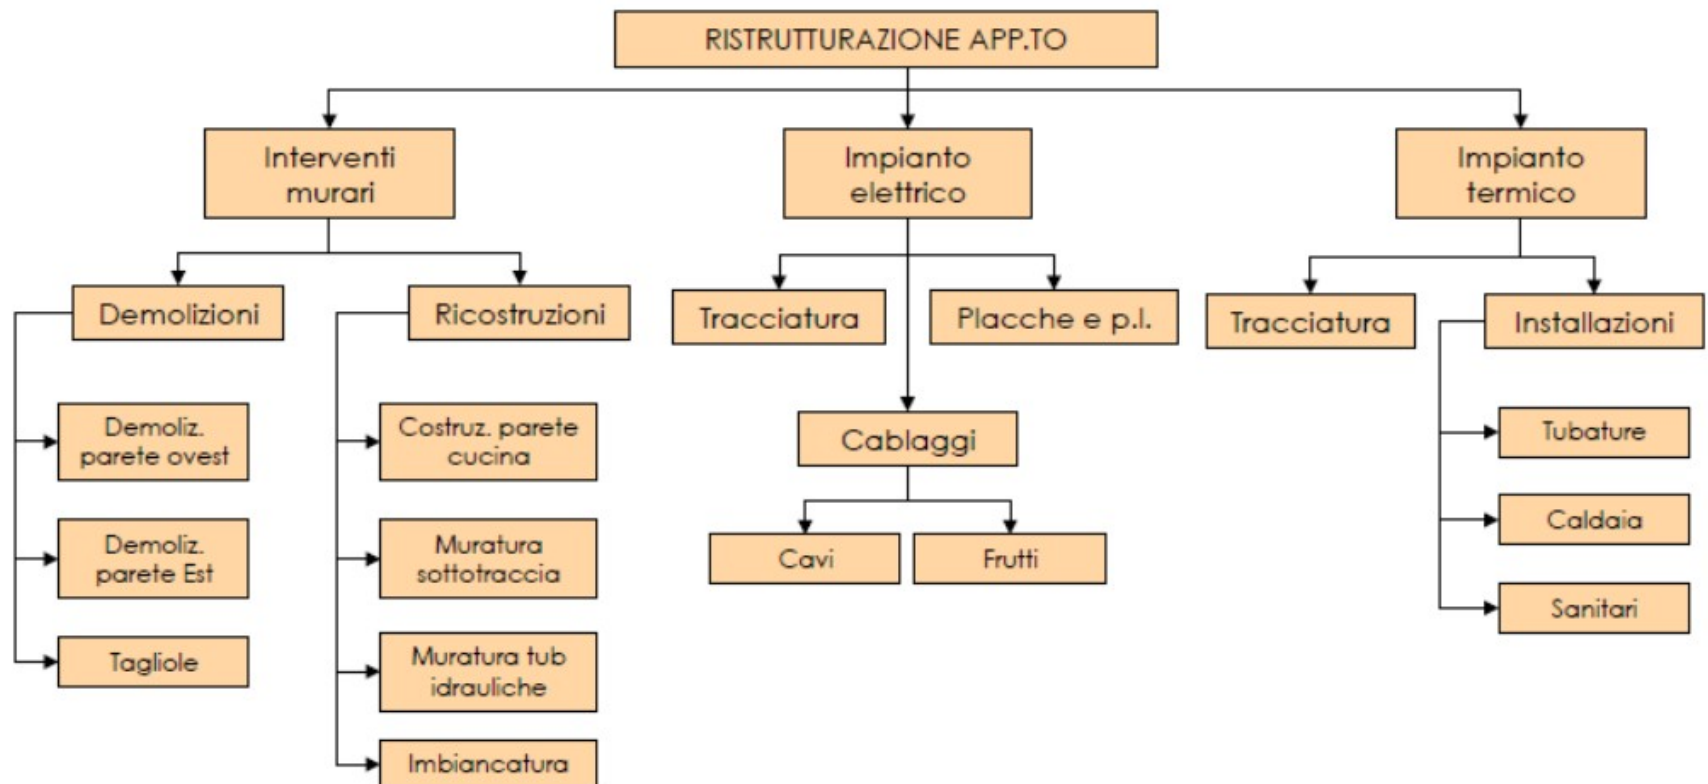 RISTRUTTURAZIONE APP.TO
Interventi
murari
Impianto
elettrico
Impianto
termico
Demolizioni
Ricostruzioni
Tracciatura
Placche e p.l.
Tracciatura
Installazioni
Demoliz.
parete ovest
Costruz. parete
cucina
Cablaggi
Tubature
Demoliz.
parete Est
Muratura
sottotraccia
Cavi
Frutti
Caldaia
Tagliole
Muratura tub
idrauliche
Sanitari
Imbiancatura